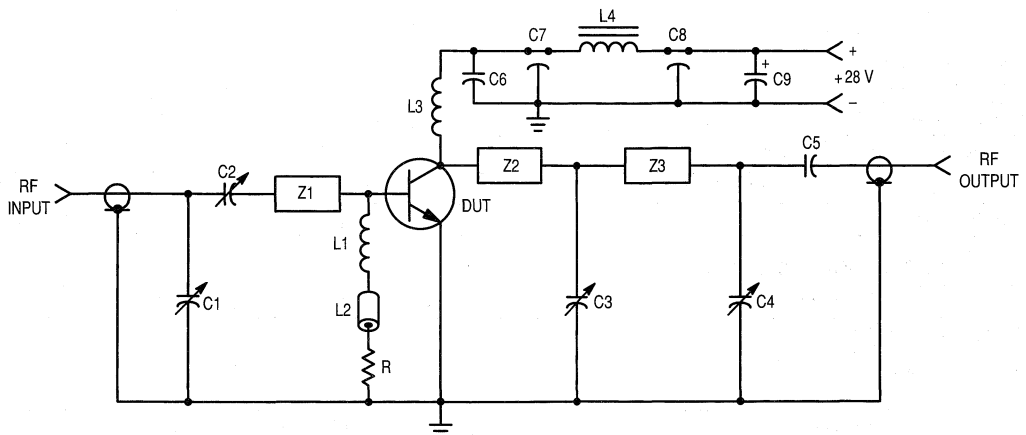 L4
C7
C8
+
+
C6
C9
+28 V
–
L3
C5
C2
Z2
Z3
RF
INPUT
Z1
RF
OUTPUT
DUT
L1
C1
L2
C3
C4
R